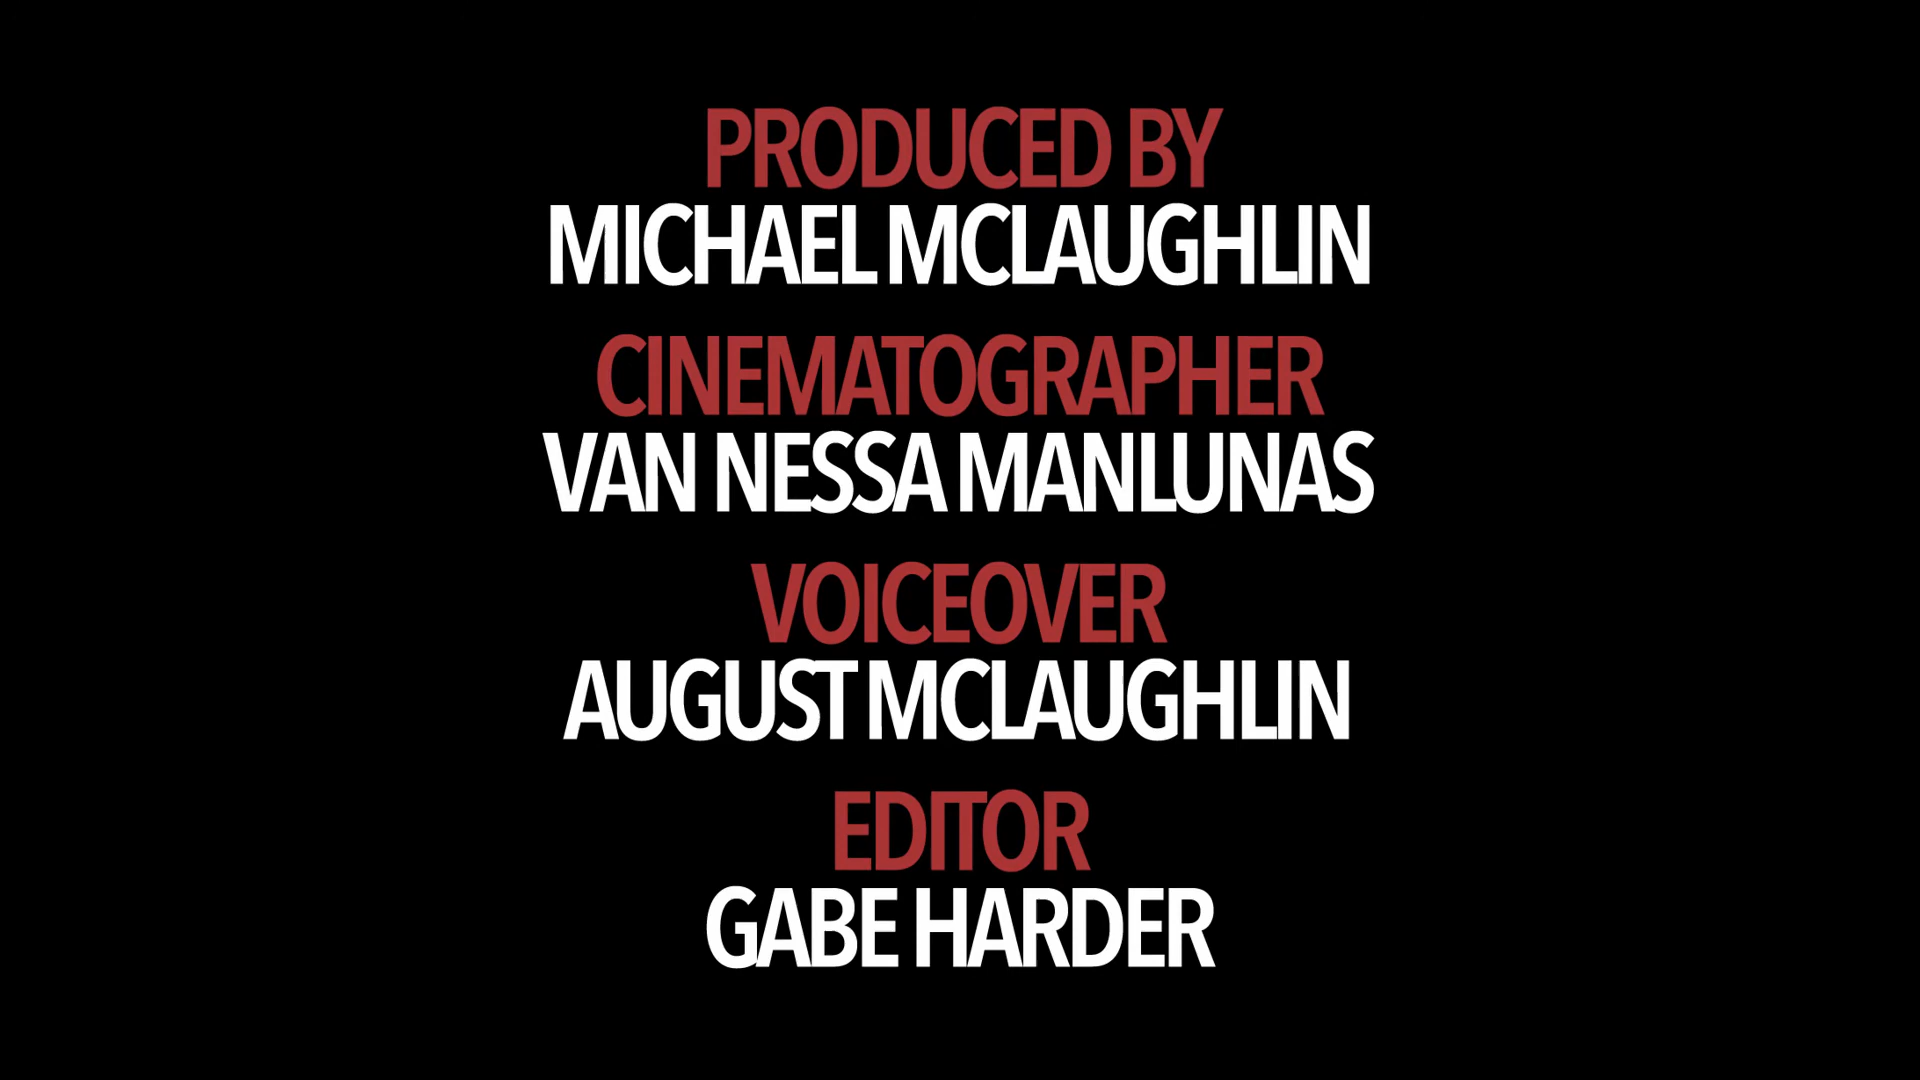 PRODUCED BY
MICHAEL MCLAUGHLIN
CINEMATOGRAPHER
VAN NESSA MANLUNAS
VOICEOVER
AUGUST MCLAUGHLIN
EDITOR
GABE HARDER